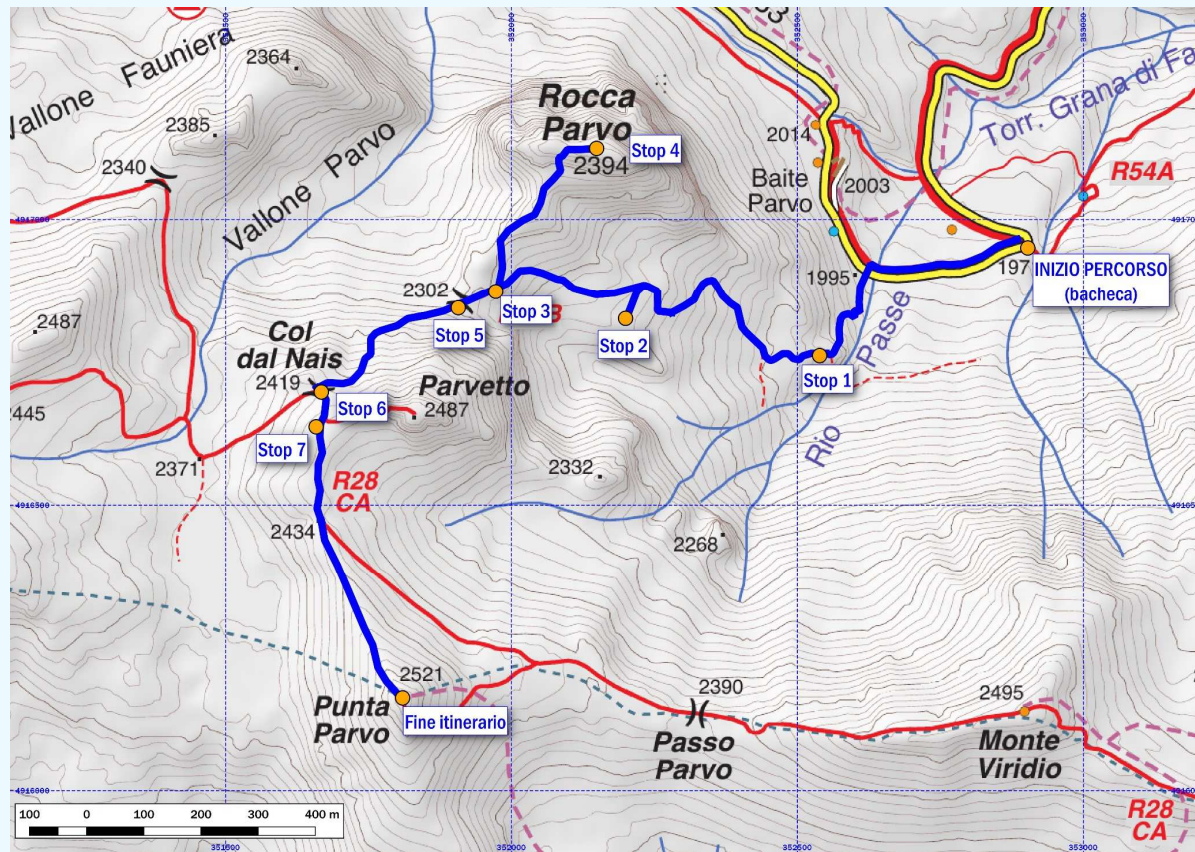 Vallone Fauniera
2364
2385
2340
Vallone Parvo
Rocca
Parvo
2394
Stop 4
2014
Baite
Parvo
2003
Torr. Grana di Fa
R54A
4917000
1995
197
INIZIO PERCORSO
(bacheca)
2302
Stop 3
Stop 5
Stop 2
Rio Passe
Stop 1
2487
Col
dal Nais
2419
Parvetto
Stop 6
2487
2445
Stop 7
2371
2332
R28
CA
2434
2268
2521
Punta
Parvo
Fine itinerario
2390
Passo
Parvo
2495
Monte
Viridio
R28
CA
100 0 100 200 300 400 m
352000
353000